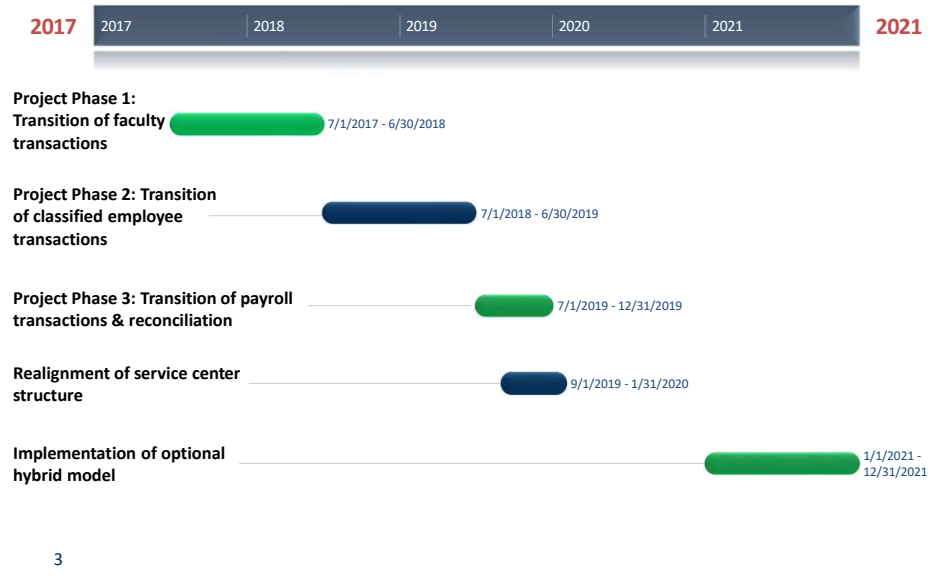 2017 2017 2018 2019 2020 2021 2021
Project Phase 1:
Transition of faculty
transactions
7/1/2017 - 6/30/2018
Project Phase 2: Transition
of classified employee
transactions
7/1/2018 - 6/30/2019
Project Phase 3: Transition of payroll
transactions & reconciliation
7/1/2019 - 12/31/2019
Realignment of service center
structure
9/1/2019 - 1/31/2020
Implementation of optional
hybrid model
1/1/2021 -
12/31/2021
3